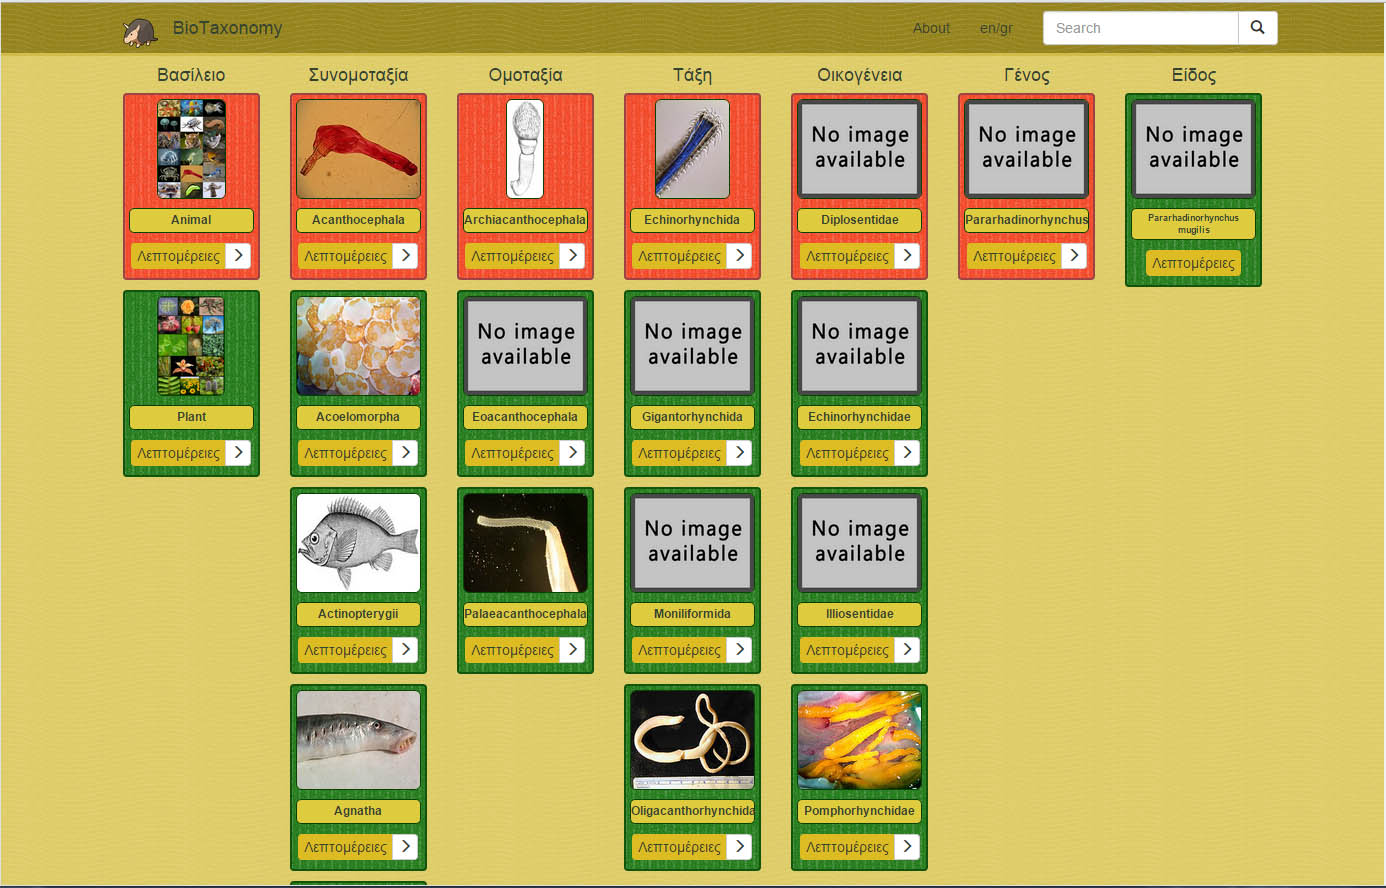 BioTaxonomy
About
en/gr
Search
Βασίλειο
Συνομοταξία
Ομοταξία
Τάξη
Οικογένεια
Γένος
Είδος
No image
available
No image
available
No image
available
Animal
Acanthocephala
Archiacanthocephala
Echinorhynchida
Diplosentidae
Pararhadinorhynchus
Pararhadinorhynchus
mugilis
Λεπτομέρειες
Λεπτομέρειες
Λεπτομέρειες
Λεπτομέρειες
Λεπτομέρειες
Λεπτομέρειες
Λεπτομέρειες
No image
available
No image
available
No image
available
Plant
Acoelomorpha
Eoacanthocephala
Gigantorhynchida
Echinorhynchidae
Λεπτομέρειες
Λεπτομέρειες
Λεπτομέρειες
Λεπτομέρειες
Λεπτομέρειες
No image
available
No image
available
Actinopterygii
Palaeacanthocephala
Moniliformida
Illiosentidae
Λεπτομέρειες
Λεπτομέρειες
Λεπτομέρειες
Λεπτομέρειες
Agnatha
Oligacanthorhynchida
Pomphorhynchidae
Λεπτομέρειες
Λεπτομέρειες
Λεπτομέρειες